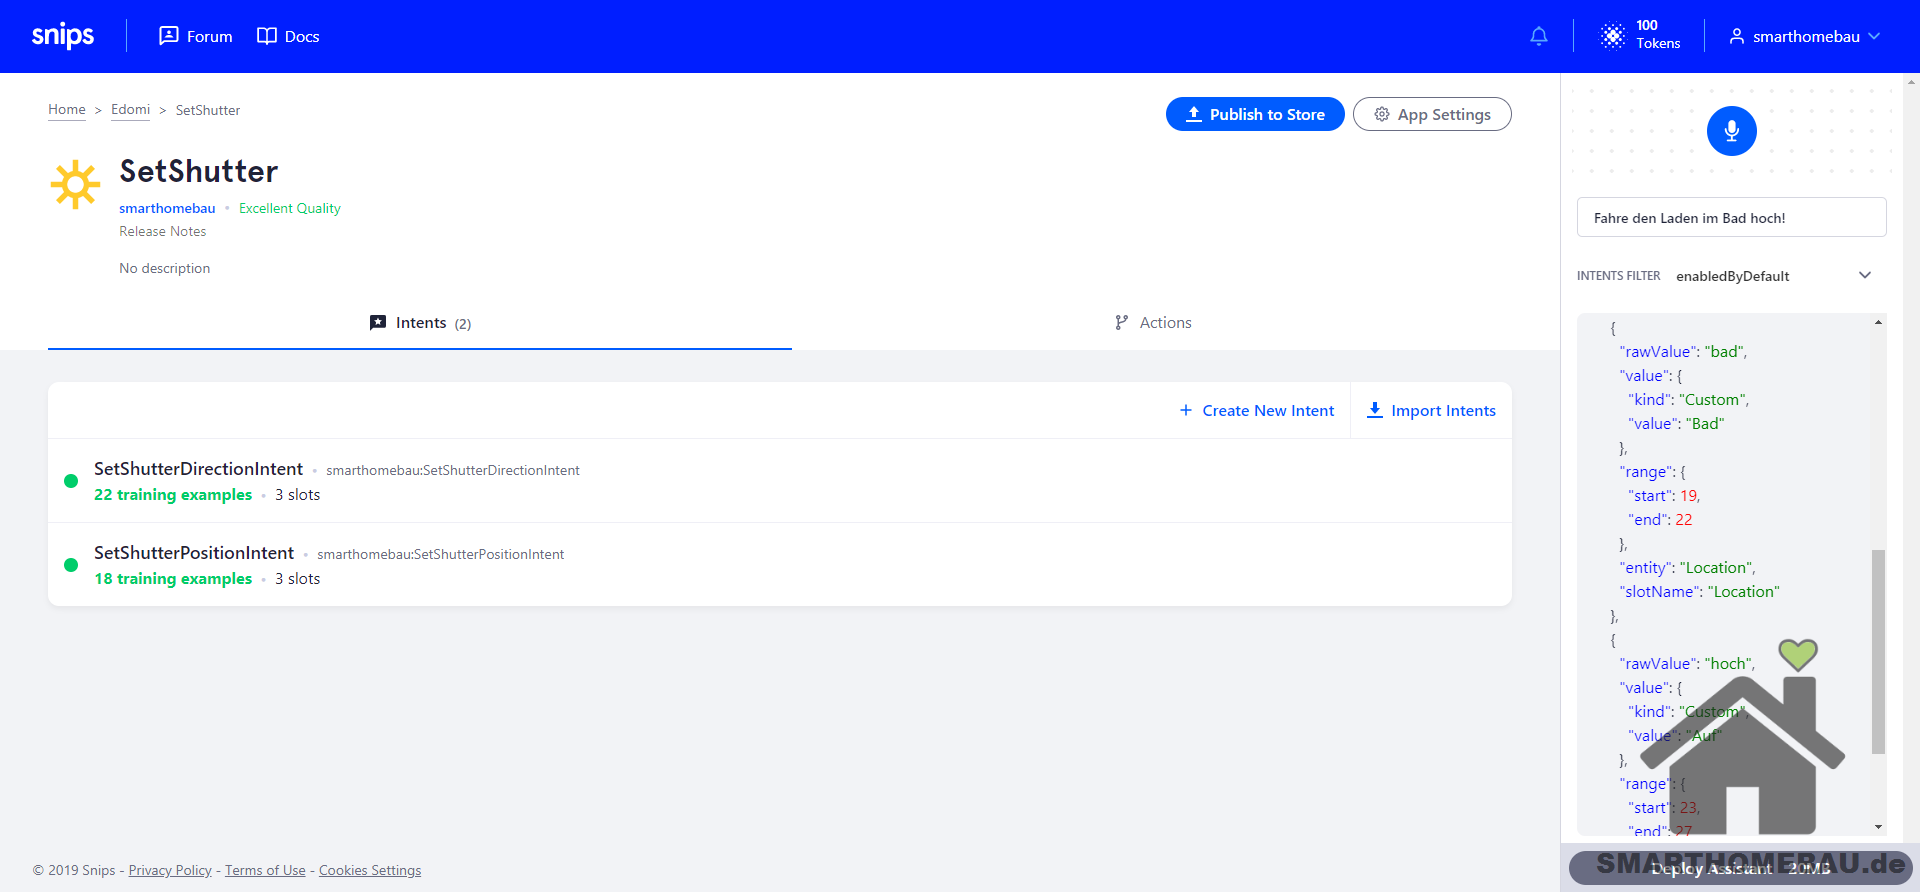 snips
Forum
Docs
100
Tokens
smarthomebau
Home > Edomi > SetShutter
Publish to Store
App Settings
SetShutter
smarthomebau • Excellent Quality
Release Notes
No description
Intents (2)
Actions
+ Create New Intent
Import Intents
SetShutterDirectionIntent • smarthomebau:SetShutterDirectionIntent
22 training examples • 3 slots
SetShutterPositionIntent • smarthomebau:SetShutterPositionIntent
18 training examples • 3 slots
Fahre den Laden im Bad hoch!
INTENTS FILTER enabledByDefault
{
"rawValue": "bad",
"value": {
"kind": "Custom",
"value": "Bad"
},
"range": {
"start": 19,
"end": 22
},
"entity": "Location",
"slotName": "Location"
},
{
"rawValue": "hoch",
"value": {
"kind": "Custom",
"value": "Auf"
},
"range": {
"start": 23,
"end": 27
Deploy Assistant 20MB
SMARTHOMEBAU.de
© 2019 Snips - Privacy Policy - Terms of Use - Cookies Settings